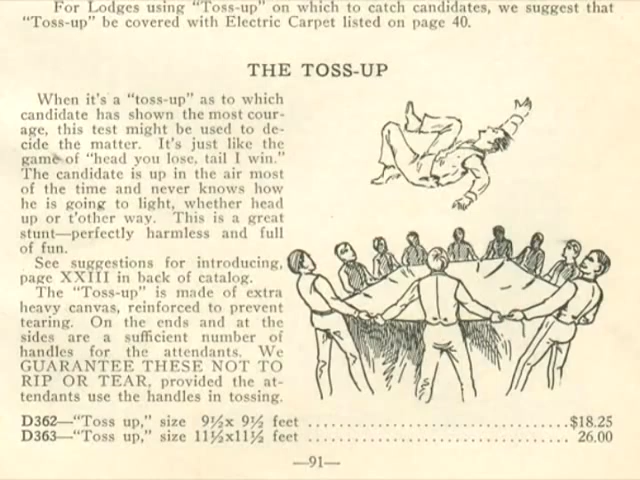 For Lodges using "Toss-up" on which to catch candidates, we suggest that
"Toss-up" be covered with Electric Carpet listed on page 40.
THE TOSS-UP
When it's a "toss-up" as to which
candidate has shown the most cour-
age, this test might be used to de-
cide the matter. It's just like the
game of "head you lose, tail I win."
The candidate is up in the air most
of the time and never knows how
he is going to light, whether head
up or t'other way. This is a great
stunt—perfectly harmless and full
of fun.
See suggestions for introducing,
page XXIII in back of catalog.
The "Toss-up" is made of extra
heavy canvas, reinforced to prevent
tearing. On the ends and at the
sides are a sufficient number of
handles for the attendants. We
GUARANTEE THESE NOT TO
RIP OR TEAR, provided the at-
tendants use the handles in tossing.
D362—"Toss up," size 9½x 9½ feet ..............................$18.25
D363—"Toss up," size 11½x11½ feet .............................. 26.00
—91—